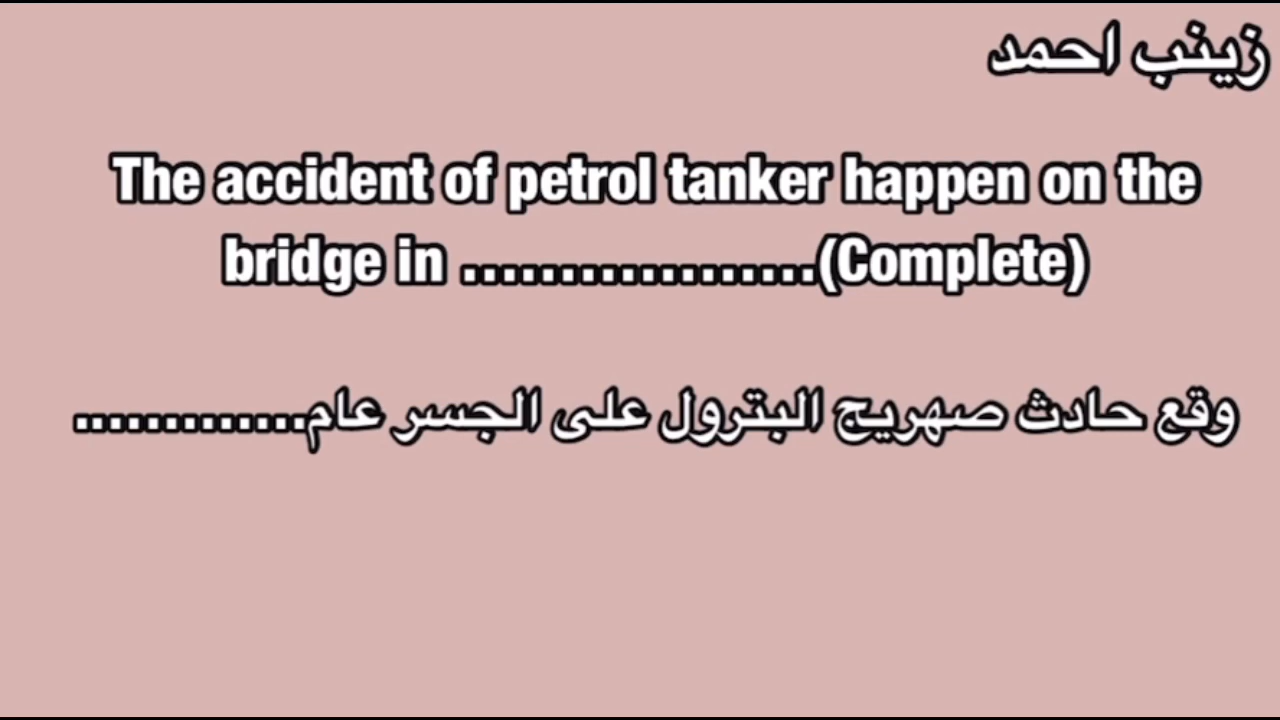 زينب احمد
The accident of petrol tanker happen on the
bridge in ..................(Complete)
وقع حادث صهريج البترول على الجسر عام.............